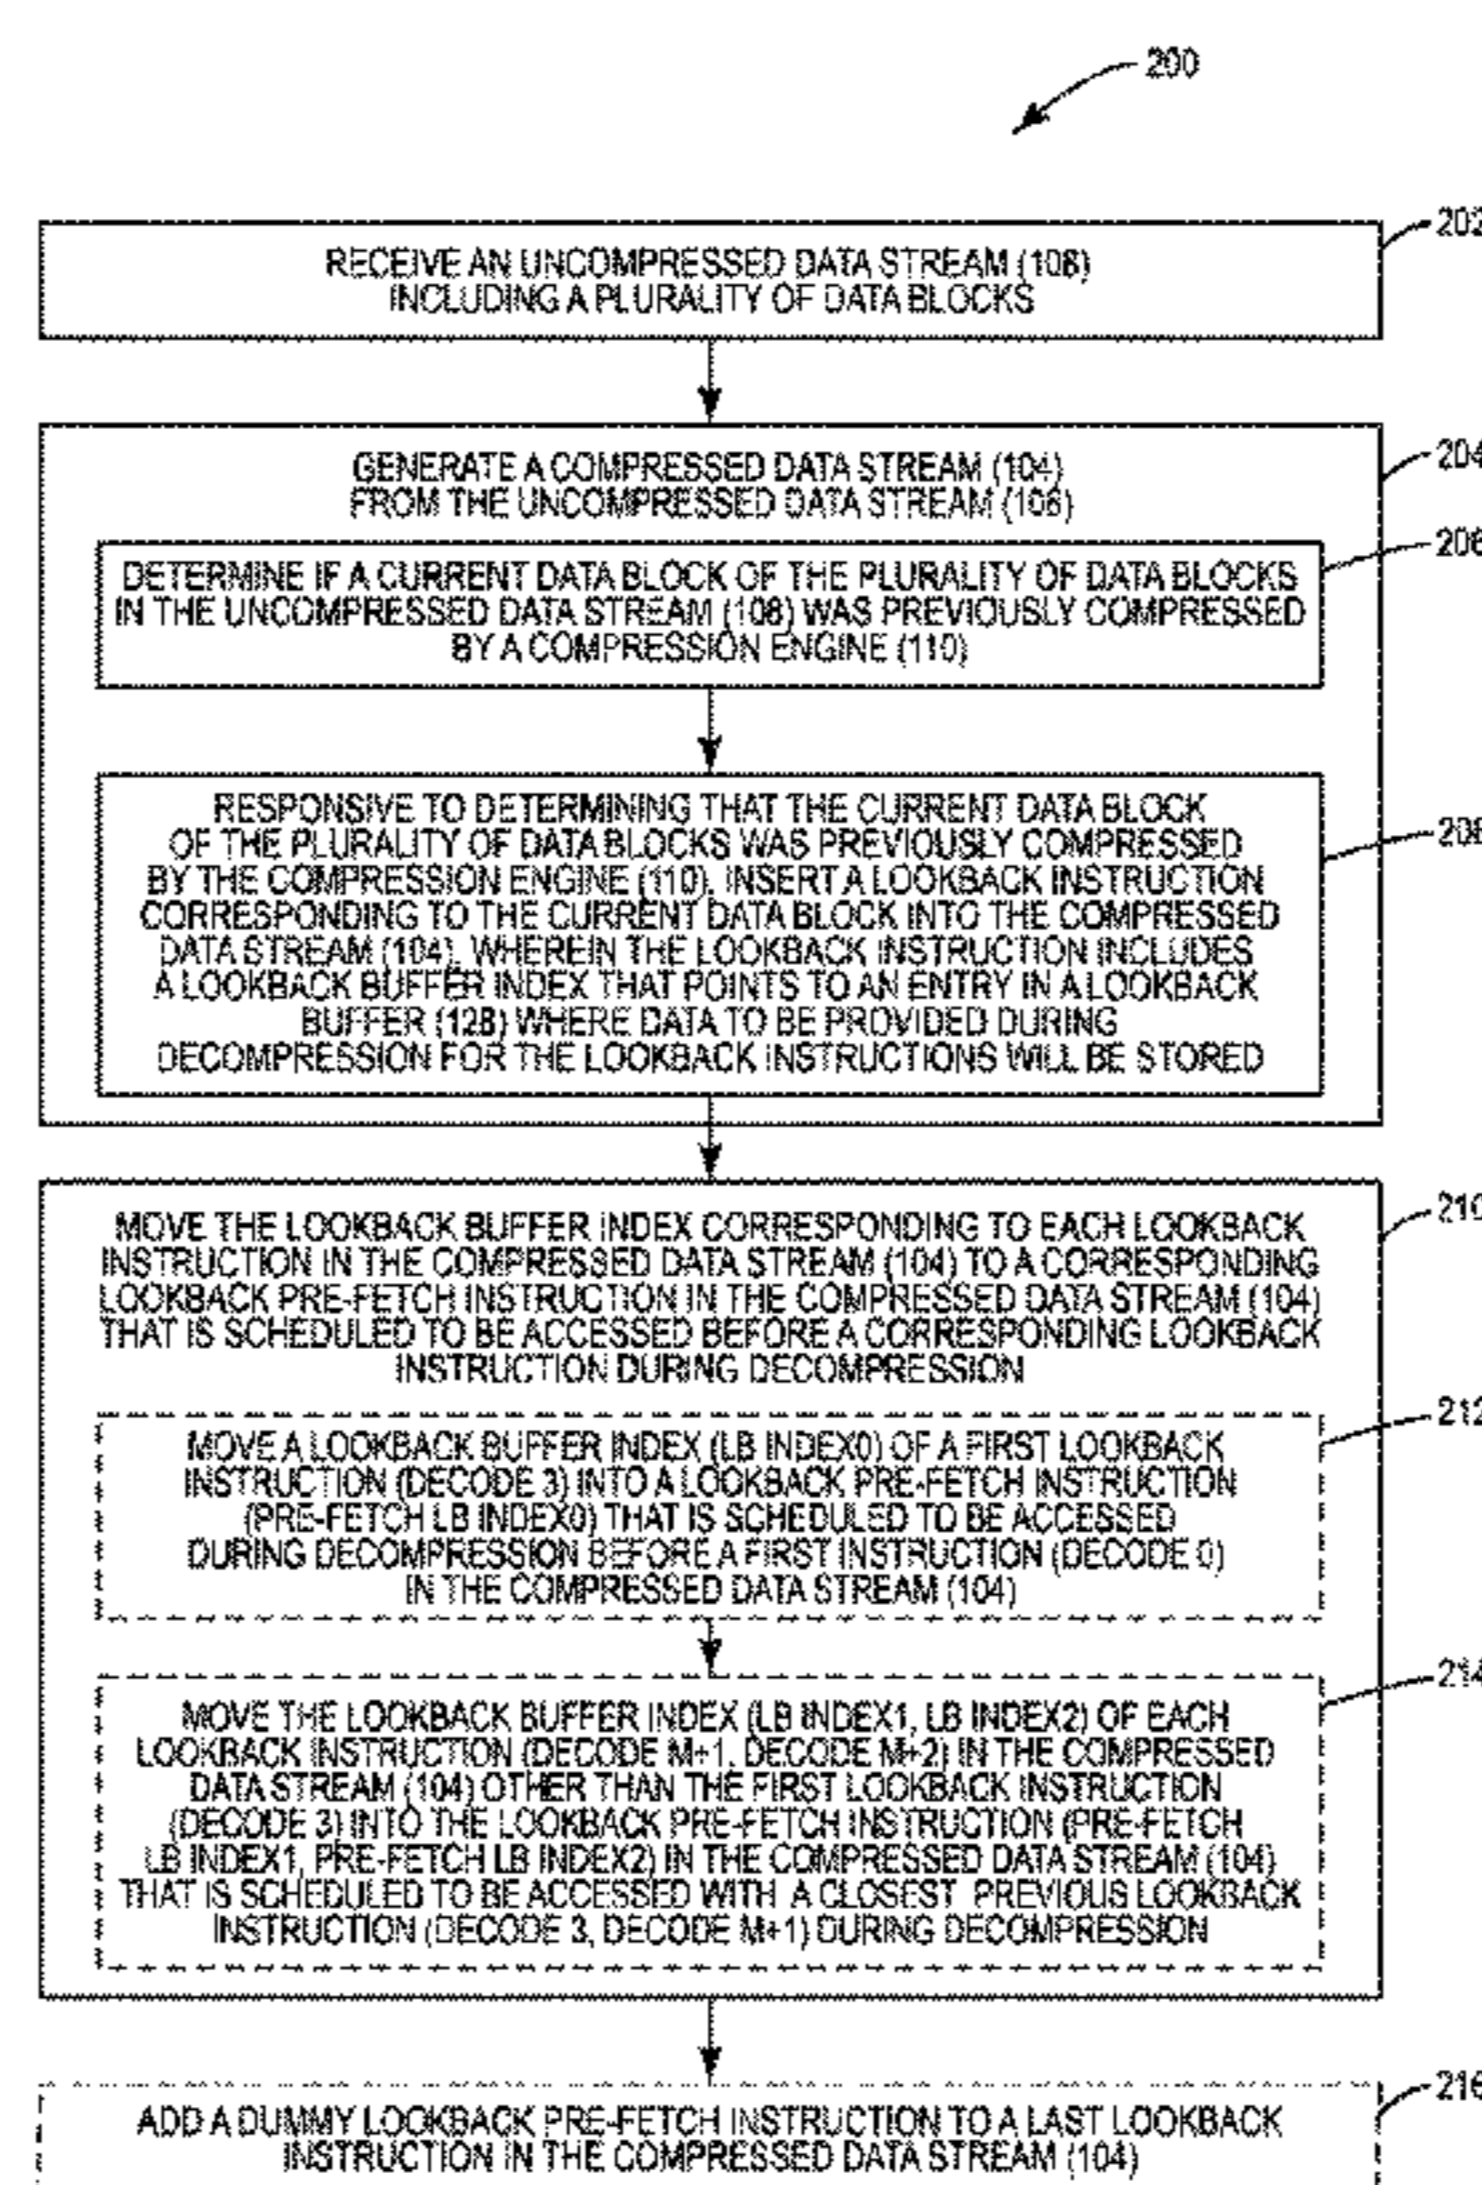 200
202
RECEIVE AN UNCOMPRESSED DATA STREAM (106)
INCLUDING A PLURALITY OF DATA BLOCKS
204
GENERATE A COMPRESSED DATA STREAM (104)
FROM THE UNCOMPRESSED DATA STREAM (106)
206
DETERMINE IF A CURRENT DATA BLOCK OF THE PLURALITY OF DATA BLOCKS
IN THE UNCOMPRESSED DATA STREAM (106) WAS PREVIOUSLY COMPRESSED
BY A COMPRESSION ENGINE (110)
208
RESPONSIVE TO DETERMINING THAT THE CURRENT DATA BLOCK
OF THE PLURALITY OF DATA BLOCKS WAS PREVIOUSLY COMPRESSED
BY THE COMPRESSION ENGINE (110), INSERT A LOOKBACK INSTRUCTION
CORRESPONDING TO THE CURRENT DATA BLOCK INTO THE COMPRESSED
DATA STREAM (104), WHEREIN THE LOOKBACK INSTRUCTION INCLUDES
A LOOKBACK BUFFER INDEX THAT POINTS TO AN ENTRY IN A LOOKBACK
BUFFER (128) WHERE DATA TO BE PROVIDED DURING
DECOMPRESSION FOR THE LOOKBACK INSTRUCTIONS WILL BE STORED
210
MOVE THE LOOKBACK BUFFER INDEX CORRESPONDING TO EACH LOOKBACK
INSTRUCTION IN THE COMPRESSED DATA STREAM (104) TO A CORRESPONDING
LOOKBACK PRE-FETCH INSTRUCTION IN THE COMPRESSED DATA STREAM (104)
THAT IS SCHEDULED TO BE ACCESSED BEFORE A CORRESPONDING LOOKBACK
INSTRUCTION DURING DECOMPRESSION
212
MOVE A LOOKBACK BUFFER INDEX (LB INDEX0) OF A FIRST LOOKBACK
INSTRUCTION (DECODE 3) INTO A LOOKBACK PRE-FETCH INSTRUCTION
(PRE-FETCH LB INDEX0) THAT IS SCHEDULED TO BE ACCESSED
DURING DECOMPRESSION BEFORE A FIRST INSTRUCTION (DECODE 0)
IN THE COMPRESSED DATA STREAM (104)
214
MOVE THE LOOKBACK BUFFER INDEX (LB INDEX1, LB INDEX2) OF EACH
LOOKBACK INSTRUCTION (DECODE M+1, DECODE M+2) IN THE COMPRESSED
DATA STREAM (104) OTHER THAN THE FIRST LOOKBACK INSTRUCTION
(DECODE 3) INTO THE LOOKBACK PRE-FETCH INSTRUCTION (PRE-FETCH
LB INDEX1, PRE-FETCH LB INDEX2) IN THE COMPRESSED DATA STREAM (104)
THAT IS SCHEDULED TO BE ACCESSED WITH A CLOSEST PREVIOUS LOOKBACK
INSTRUCTION (DECODE 3, DECODE M+1) DURING DECOMPRESSION
216
ADD A DUMMY LOOKBACK PRE-FETCH INSTRUCTION TO A LAST LOOKBACK
INSTRUCTION IN THE COMPRESSED DATA STREAM (104)